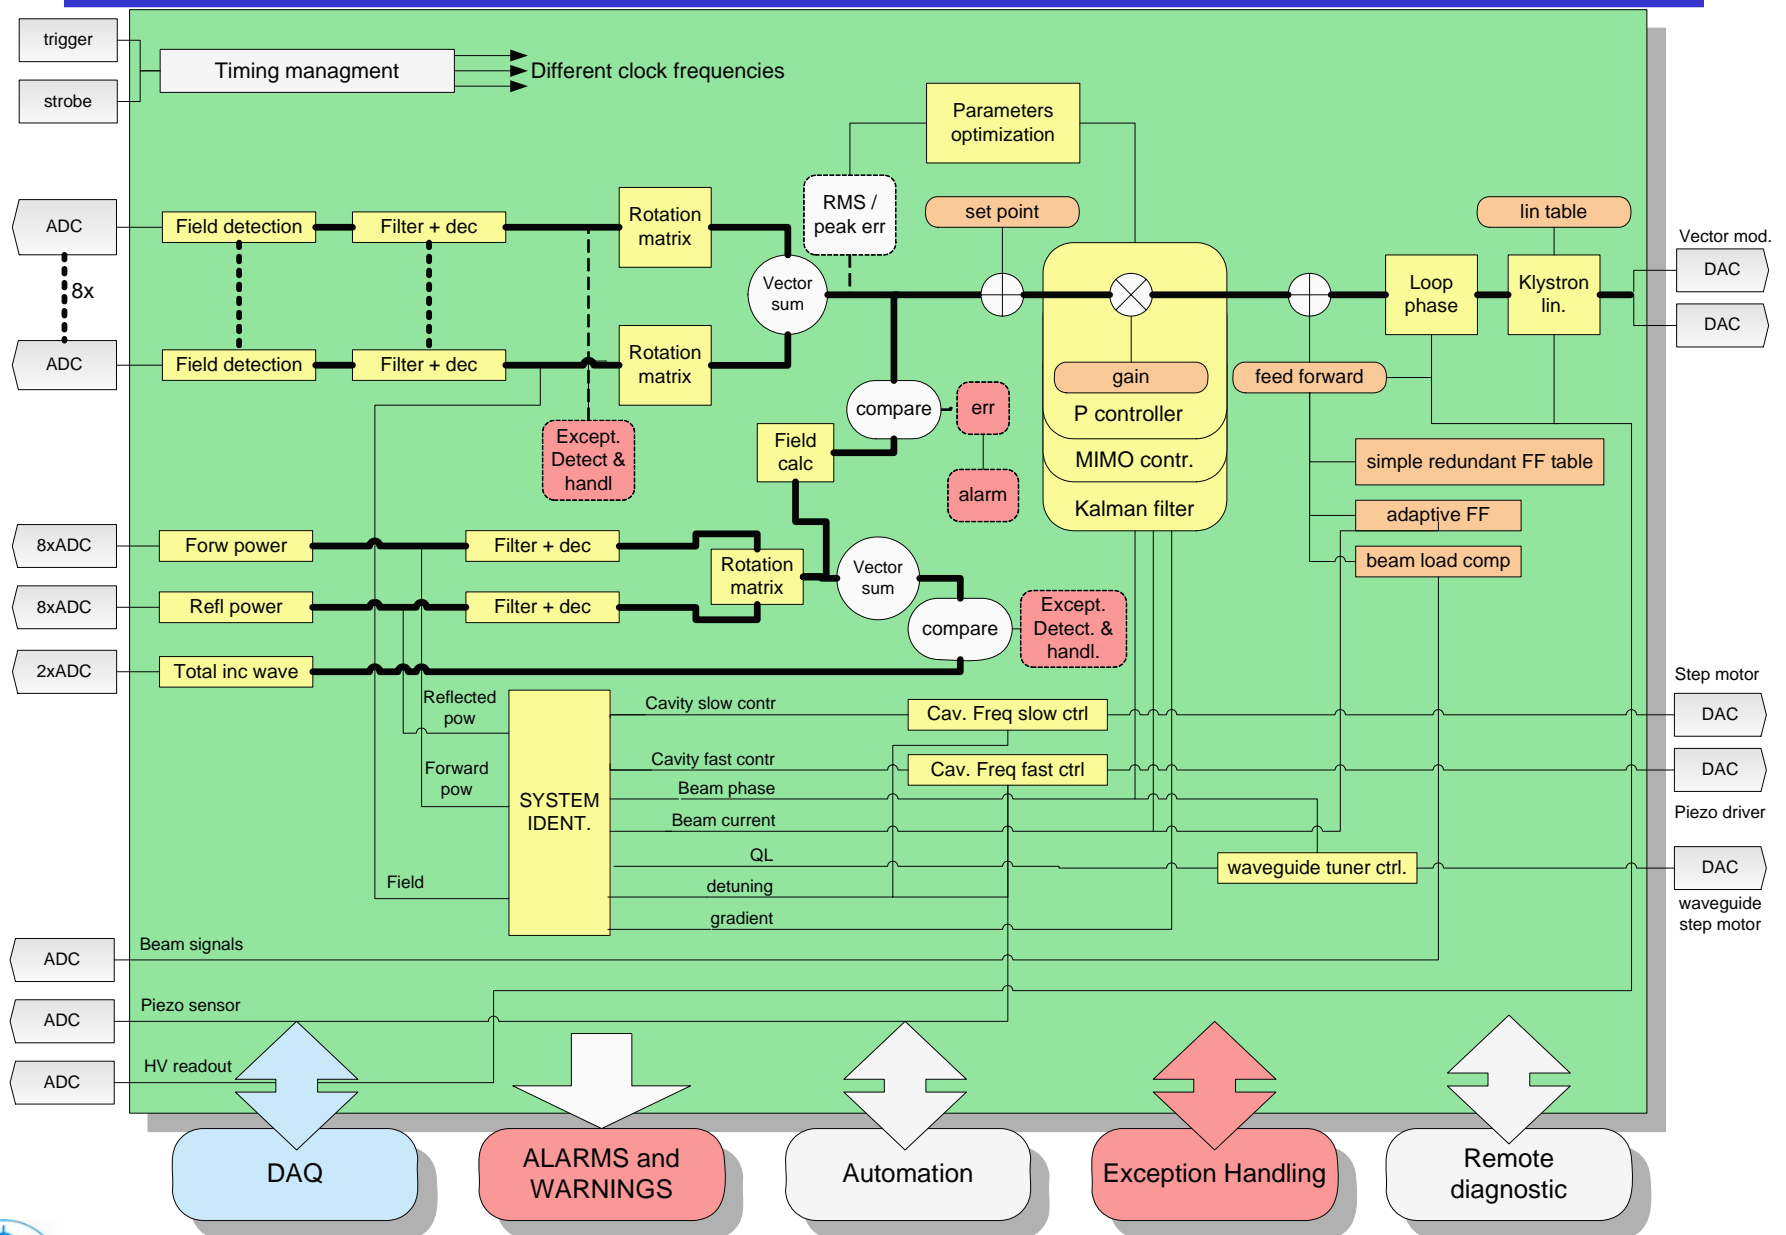 trigger
strobe
Timing managment
Different clock frequencies
Parameters
optimization
RMS /
peak err
set point
lin table
ADC
Field detection
Filter + dec
Rotation
matrix
8x
Vector
sum
Loop
phase
Klystron
lin.
Vector mod.
DAC
DAC
ADC
Field detection
Filter + dec
Rotation
matrix
gain
feed forward
P controller
MIMO contr.
Kalman filter
compare
err
alarm
Field
calc
Except.
Detect &
handl
simple redundant FF table
adaptive FF
beam load comp
8xADC
Forw power
Filter + dec
Rotation
matrix
Vector
sum
8xADC
Refl power
Filter + dec
compare
Except.
Detect. &
handl.
2xADC
Total inc wave
Reflected
pow
Forward
pow
Field
SYSTEM
IDENT.
Cavity slow contr
Cav. Freq slow ctrl
Step motor
DAC
Cavity fast contr
Cav. Freq fast ctrl
DAC
Piezo driver
Beam phase
Beam current
QL
waveguide tuner ctrl.
DAC
waveguide
step motor
detuning
gradient
ADC
Beam signals
ADC
Piezo sensor
ADC
HV readout
DAQ
ALARMS and
WARNINGS
Automation
Exception Handling
Remote
diagnostic